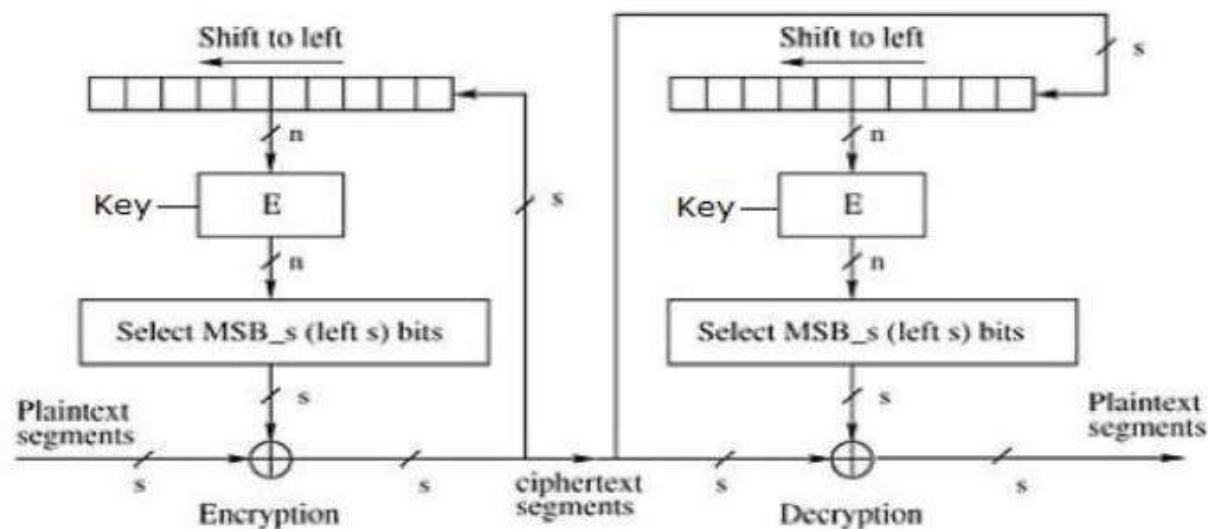 Shift to left
Shift to left
s
n
n
Key
E
s
Key
E
n
n
Select MSB_s (left s) bits
Select MSB_s (left s) bits
s
s
Plaintext
segments
Plaintext
segments
s
s
ciphertext
segments
s
s
Encryption
Decryption